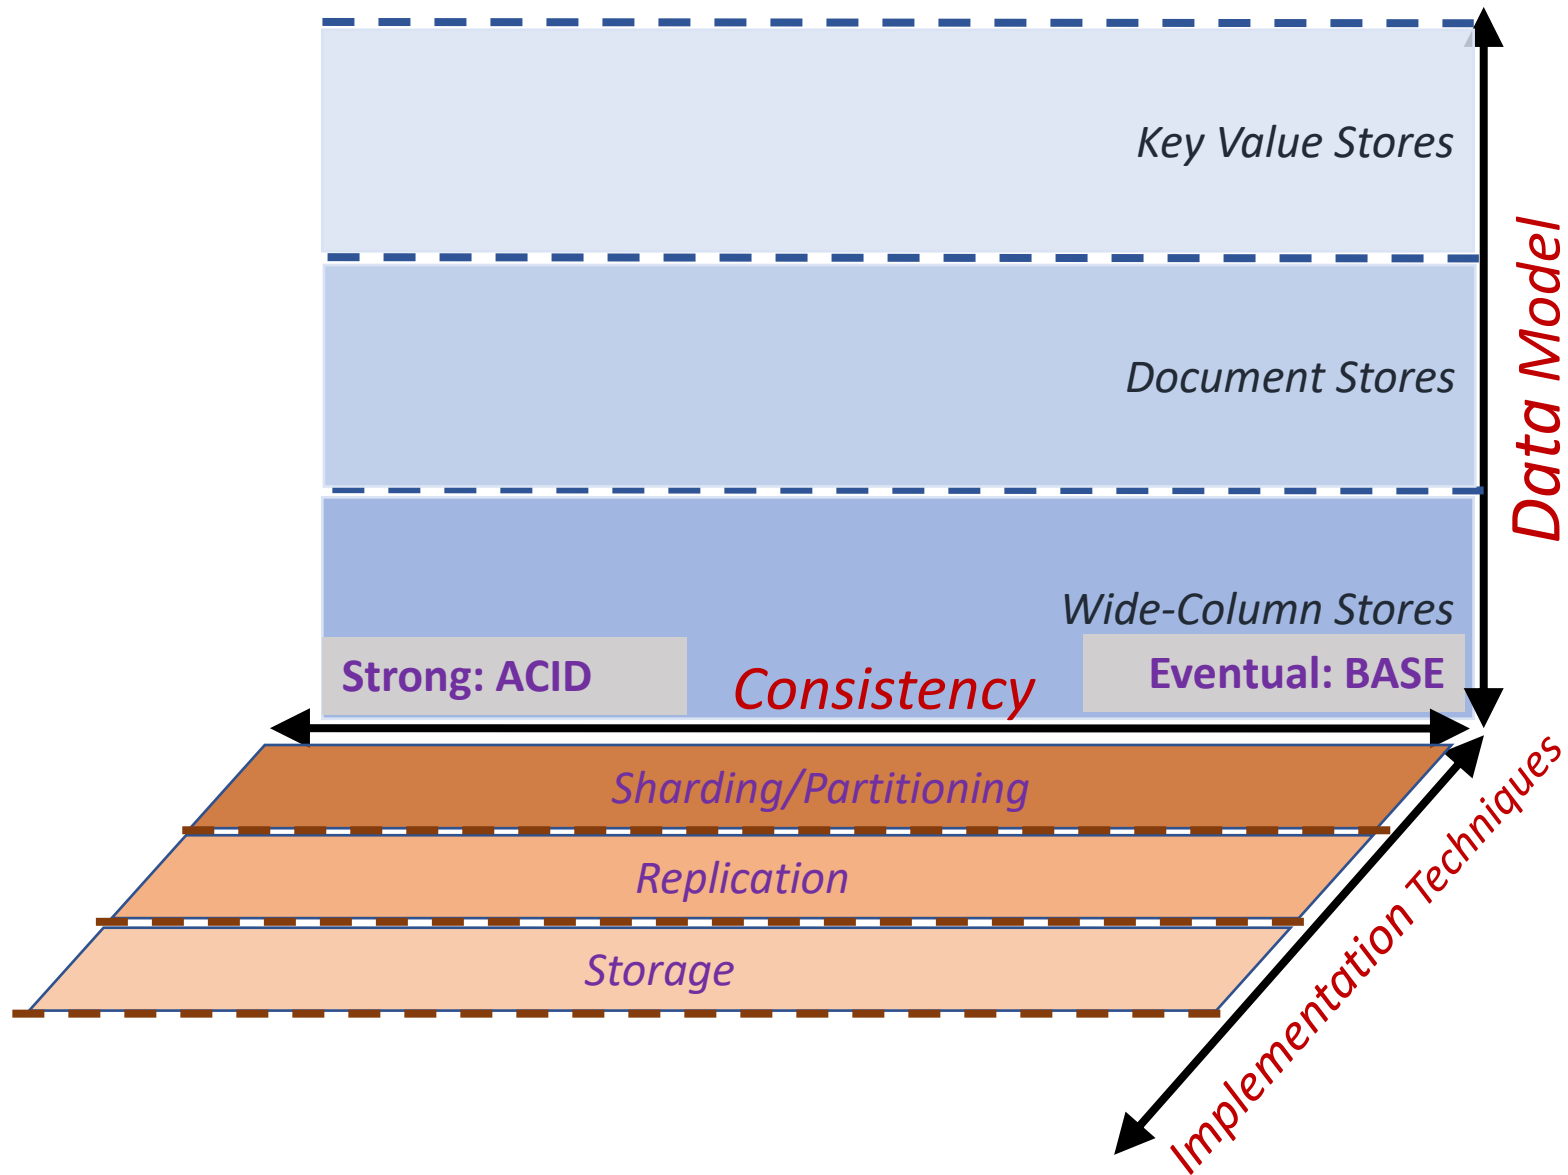 Key Value Stores
Document Stores
Data Model
Wide-Column Stores
Strong: ACID
Consistency
Eventual: BASE
Sharding/Partitioning
Replication
Storage
Implementation Techniques